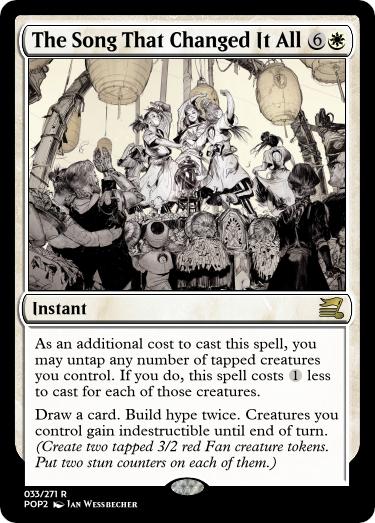 The Song That Changed It All 6
Instant
As an additional cost to cast this spell, you
may untap any number of tapped creatures
you control. If you do, this spell costs 1 less
to cast for each of those creatures.
Draw a card. Build hype twice. Creatures you
control gain indestructible until end of turn.
(Create two tapped 3/2 red Fan creature tokens.
Put two stun counters on each of them.)
033/271 R
POP2 Jan Wessbecher